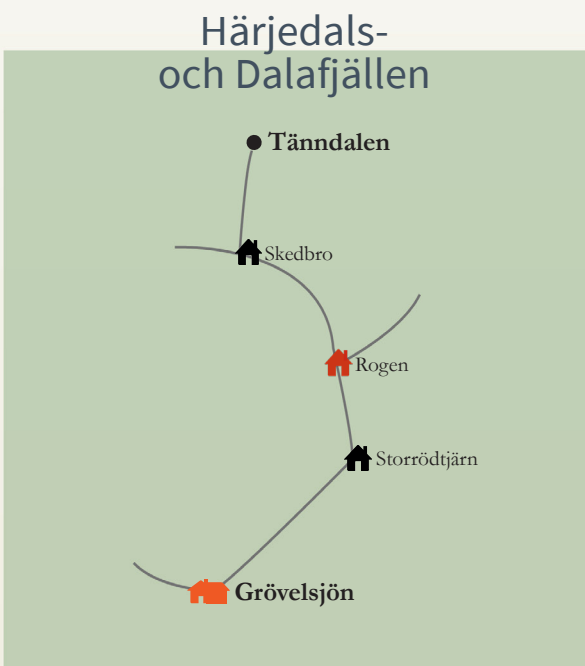 Härjedals-
och Dalafjällen
Tänndalen
Skedbro
Rogen
Storrödtjärn
Grövelsjön